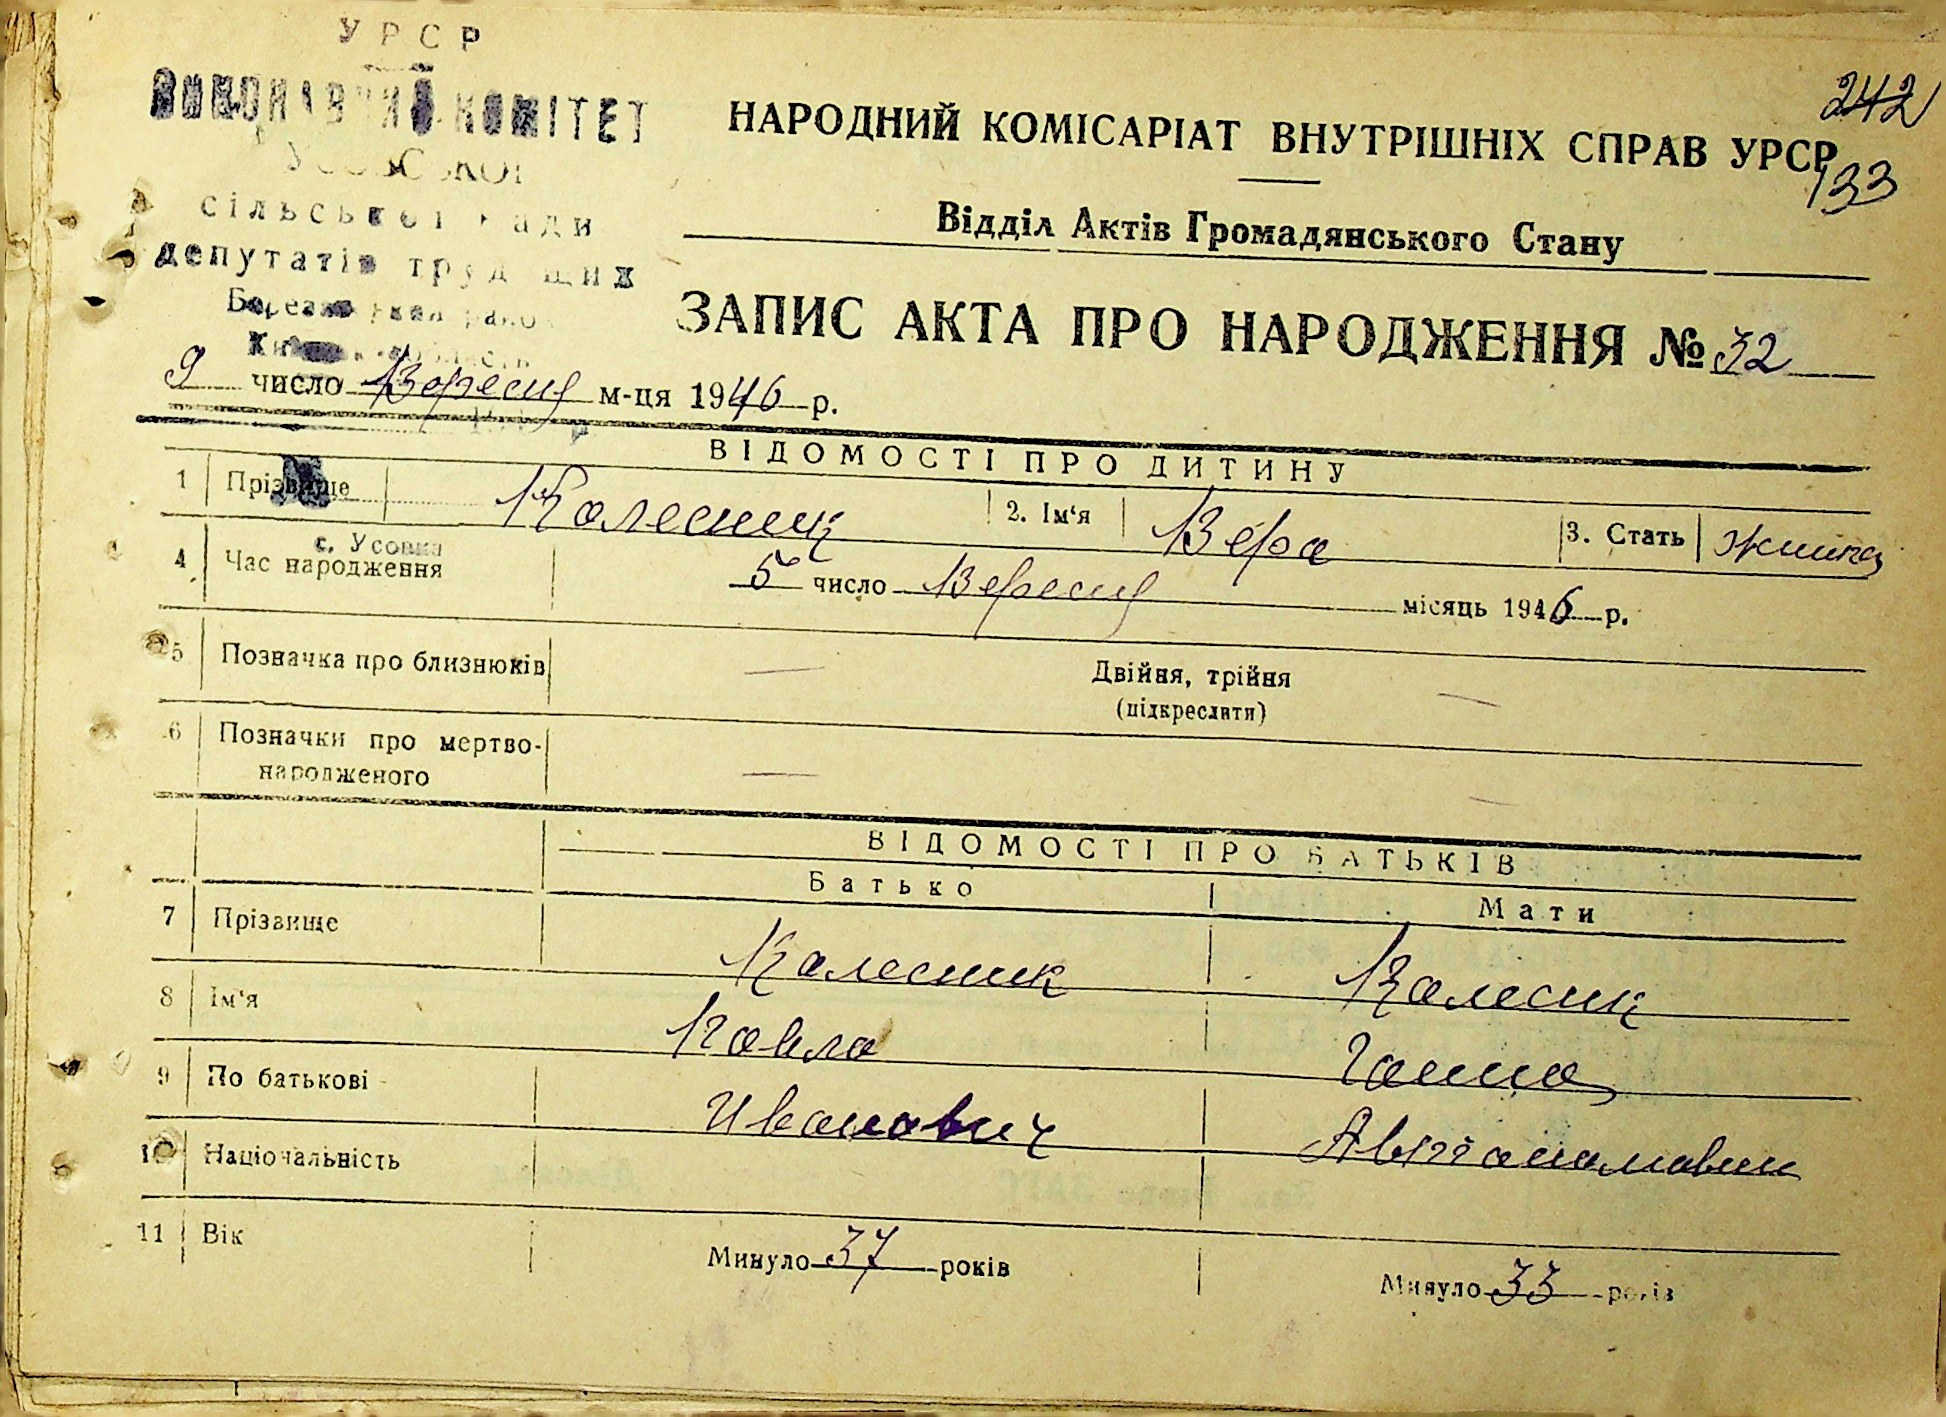 УРСР
ВИКОНАВЧИЙ КОМІТЕТ
сільської ради
депутатів трудящих
242
133
НАРОДНИЙ КОМІСАРІАТ ВНУТРІШНІХ СПРАВ УРСР
Відділ Актів Громадянського Стану
ЗАПИС АКТА ПРО НАРОДЖЕННЯ № 32
9 число Вересня м-ця 1946 р.
ВІДОМОСТІ ПРО ДИТИНУ
1 Прізвище Колесник 2. Ім'я Вера 3. Стать
с. Усовка
4 Час народження 5 число Вересня місяць 1946 р.
5 Позначка про близнюків — Двійня, трійня —
(підкреслити)
6 Позначки про мертво-
народженого — —
ВІДОМОСТІ ПРО БАТЬКІВ
Батько Мати
7 Прізвище Колесник Колесник
8 Ім'я Павло Ганна
9 По батькові Иванович
10 Національність
11 Вік Минуло 37 років Минуло 33 років